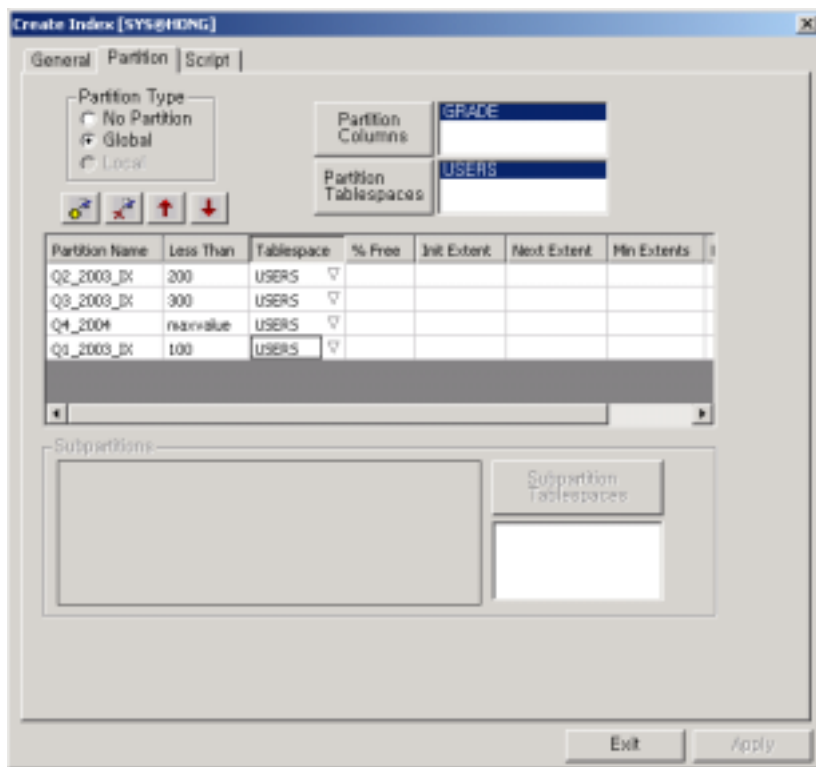 Create Index [SYS@HONG]
General Partition Script
Partition Type
No Partition
Global
Local
Partition Columns
GRADE
Partition Tablespaces
USERS
Partition Name Less Than Tablespace % Free Init Extent Next Extent Min Extents
Q2_2003_IX 200 USERS
Q3_2003_IX 300 USERS
Q4_2004 maxvalue USERS
Q1_2003_IX 100 USERS
Subpartitions
Subpartition Tablespaces
Exit Apply